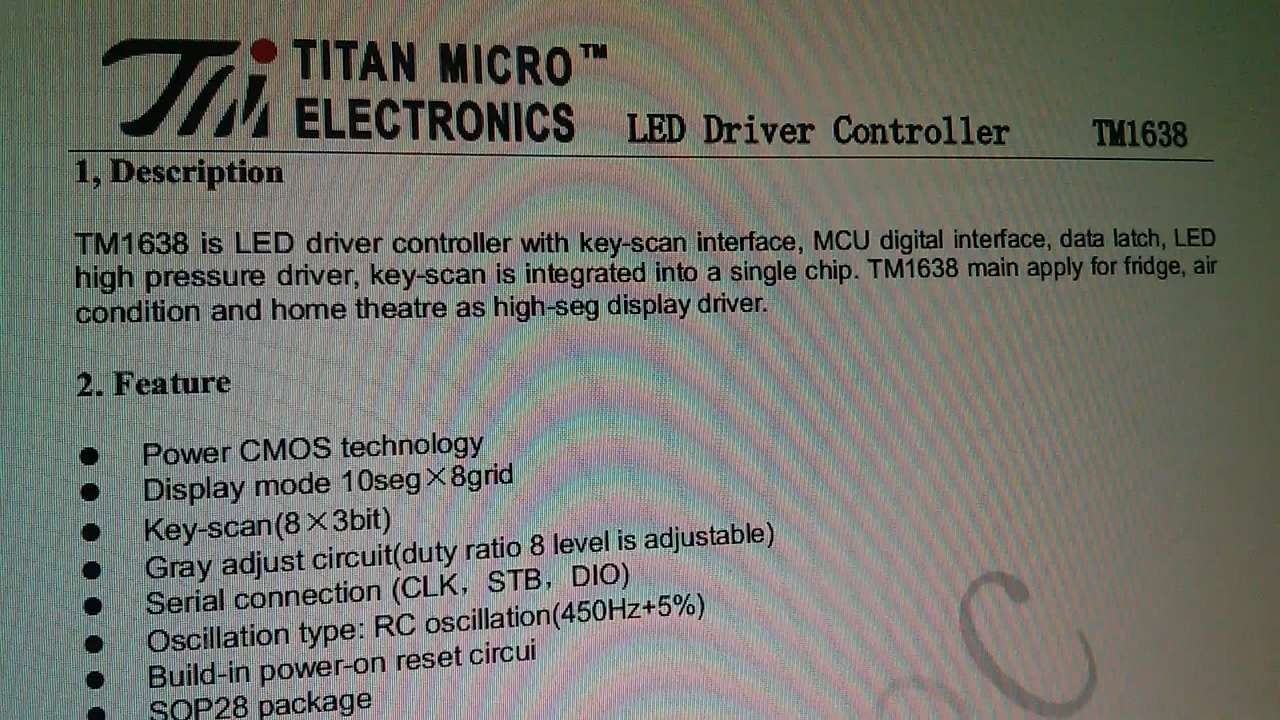 TM TITAN MICRO™
ELECTRONICS LED Driver Controller TM1638
1, Description
TM1638 is LED driver controller with key-scan interface, MCU digital interface, data latch, LED
high pressure driver, key-scan is integrated into a single chip. TM1638 main apply for fridge, air
condition and home theatre as high-seg display driver.
2. Feature
● Power CMOS technology
● Display mode 10seg×8grid
● Key-scan(8×3bit)
● Gray adjust circuit(duty ratio 8 level is adjustable)
● Serial connection (CLK，STB，DIO)
● Oscillation type: RC oscillation(450Hz+5%)
● Build-in power-on reset circui
● SOP28 package
C